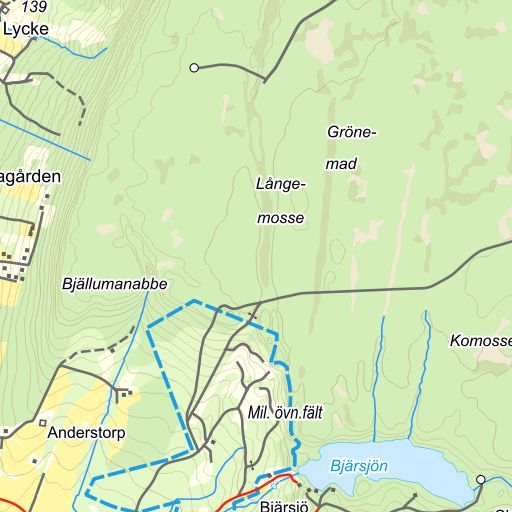 139
Lycke
Gröne-
mad
agården
Långe-
mosse
Bjällumanabbe
Komosse
Mil. övn.fält
Anderstorp
Bjärsjön
Bjärsjö